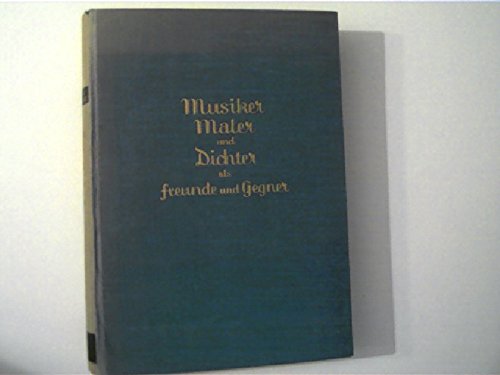 Musiker
Maler
und
Dichter
als
Freunde und Gegner